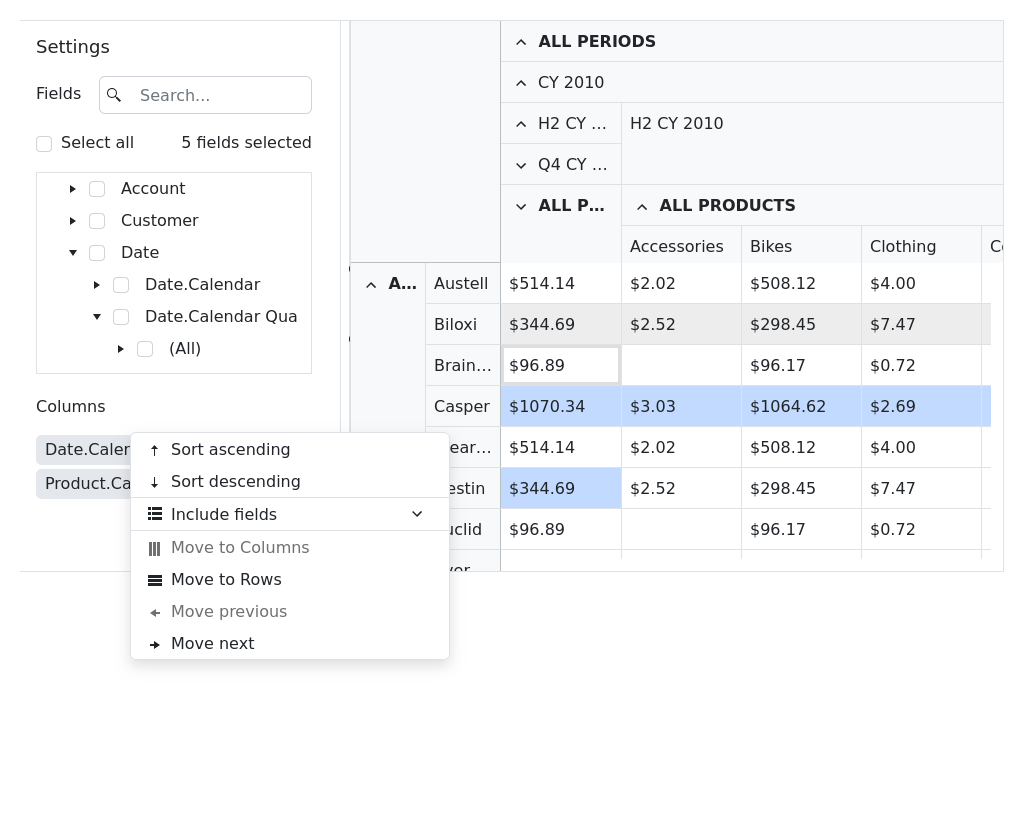 Settings
Fields
Search...
Select all
5 fields selected
Account
Customer
Date
Date.Calendar
Date.Calendar Qua
(All)
Columns
Date.Caler
Product.Ca
Sort ascending
Sort descending
Include fields
Move to Columns
Move to Rows
Move previous
Move next
ALL PERIODS
CY 2010
H2 CY ... H2 CY 2010
Q4 CY ...
ALL P... ALL PRODUCTS
Accessories Bikes Clothing
A... Austell $514.14 $2.02 $508.12 $4.00
Biloxi $344.69 $2.52 $298.45 $7.47
Brain... $96.89 $96.17 $0.72
Casper $1070.34 $3.03 $1064.62 $2.69
ear... $514.14 $2.02 $508.12 $4.00
estin $344.69 $2.52 $298.45 $7.47
uclid $96.89 $96.17 $0.72